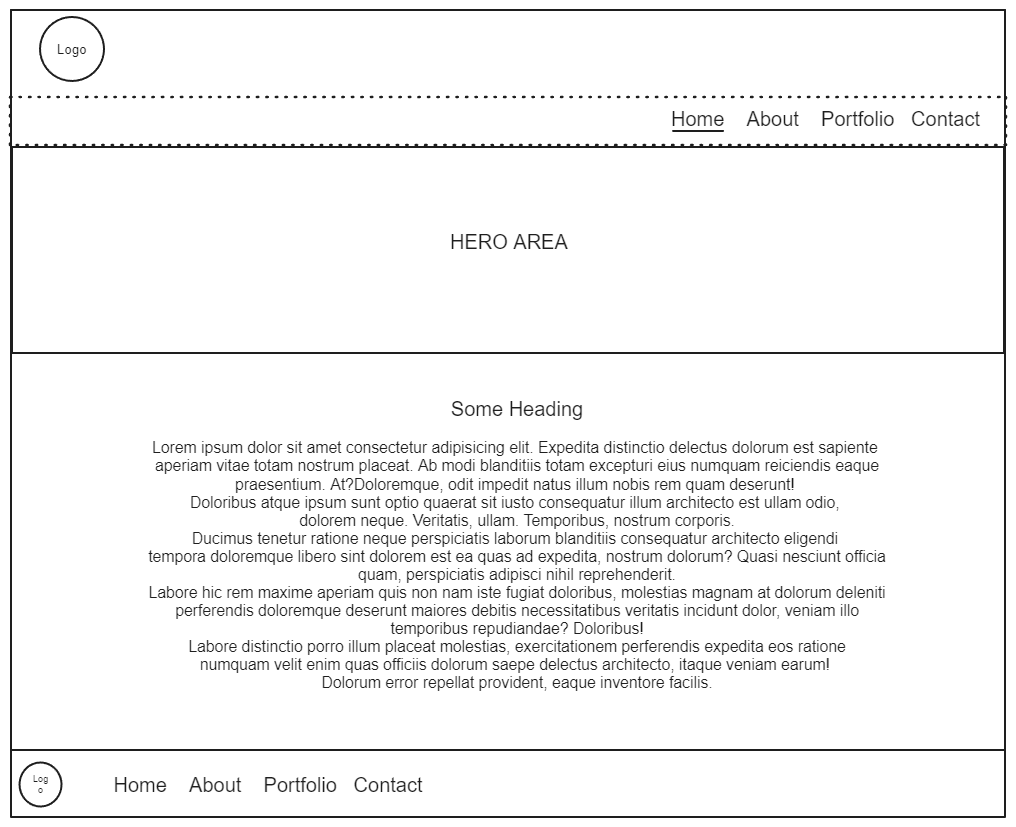 Logo
Home About Portfolio Contact
HERO AREA
Some Heading
Lorem ipsum dolor sit amet consectetur adipisicing elit. Expedita distinctio delectus dolorum est sapiente
aperiam vitae totam nostrum placeat. Ab modi blanditiis totam excepturi eius numquam reiciendis eaque
praesentium. At?Doloremque, odit impedit natus illum nobis rem quam deserunt!
Doloribus atque ipsum sunt optio quaerat sit iusto consequatur illum architecto est ullam odio,
dolorem neque. Veritatis, ullam. Temporibus, nostrum corporis.
Ducimus tenetur ratione neque perspiciatis laborum blanditiis consequatur architecto eligendi
tempora doloremque libero sint dolorem est ea quas ad expedita, nostrum dolorum? Quasi nesciunt officia
quam, perspiciatis adipisci nihil reprehenderit.
Labore hic rem maxime aperiam quis non nam iste fugiat doloribus, molestias magnam at dolorum deleniti
perferendis doloremque deserunt maiores debitis necessitatibus veritatis incidunt dolor, veniam illo
temporibus repudiandae? Doloribus!
Labore distinctio porro illum placeat molestias, exercitationem perferendis expedita eos ratione
numquam velit enim quas officiis dolorum saepe delectus architecto, itaque veniam earum!
Dolorum error repellat provident, eaque inventore facilis.
Log
o
Home About Portfolio Contact